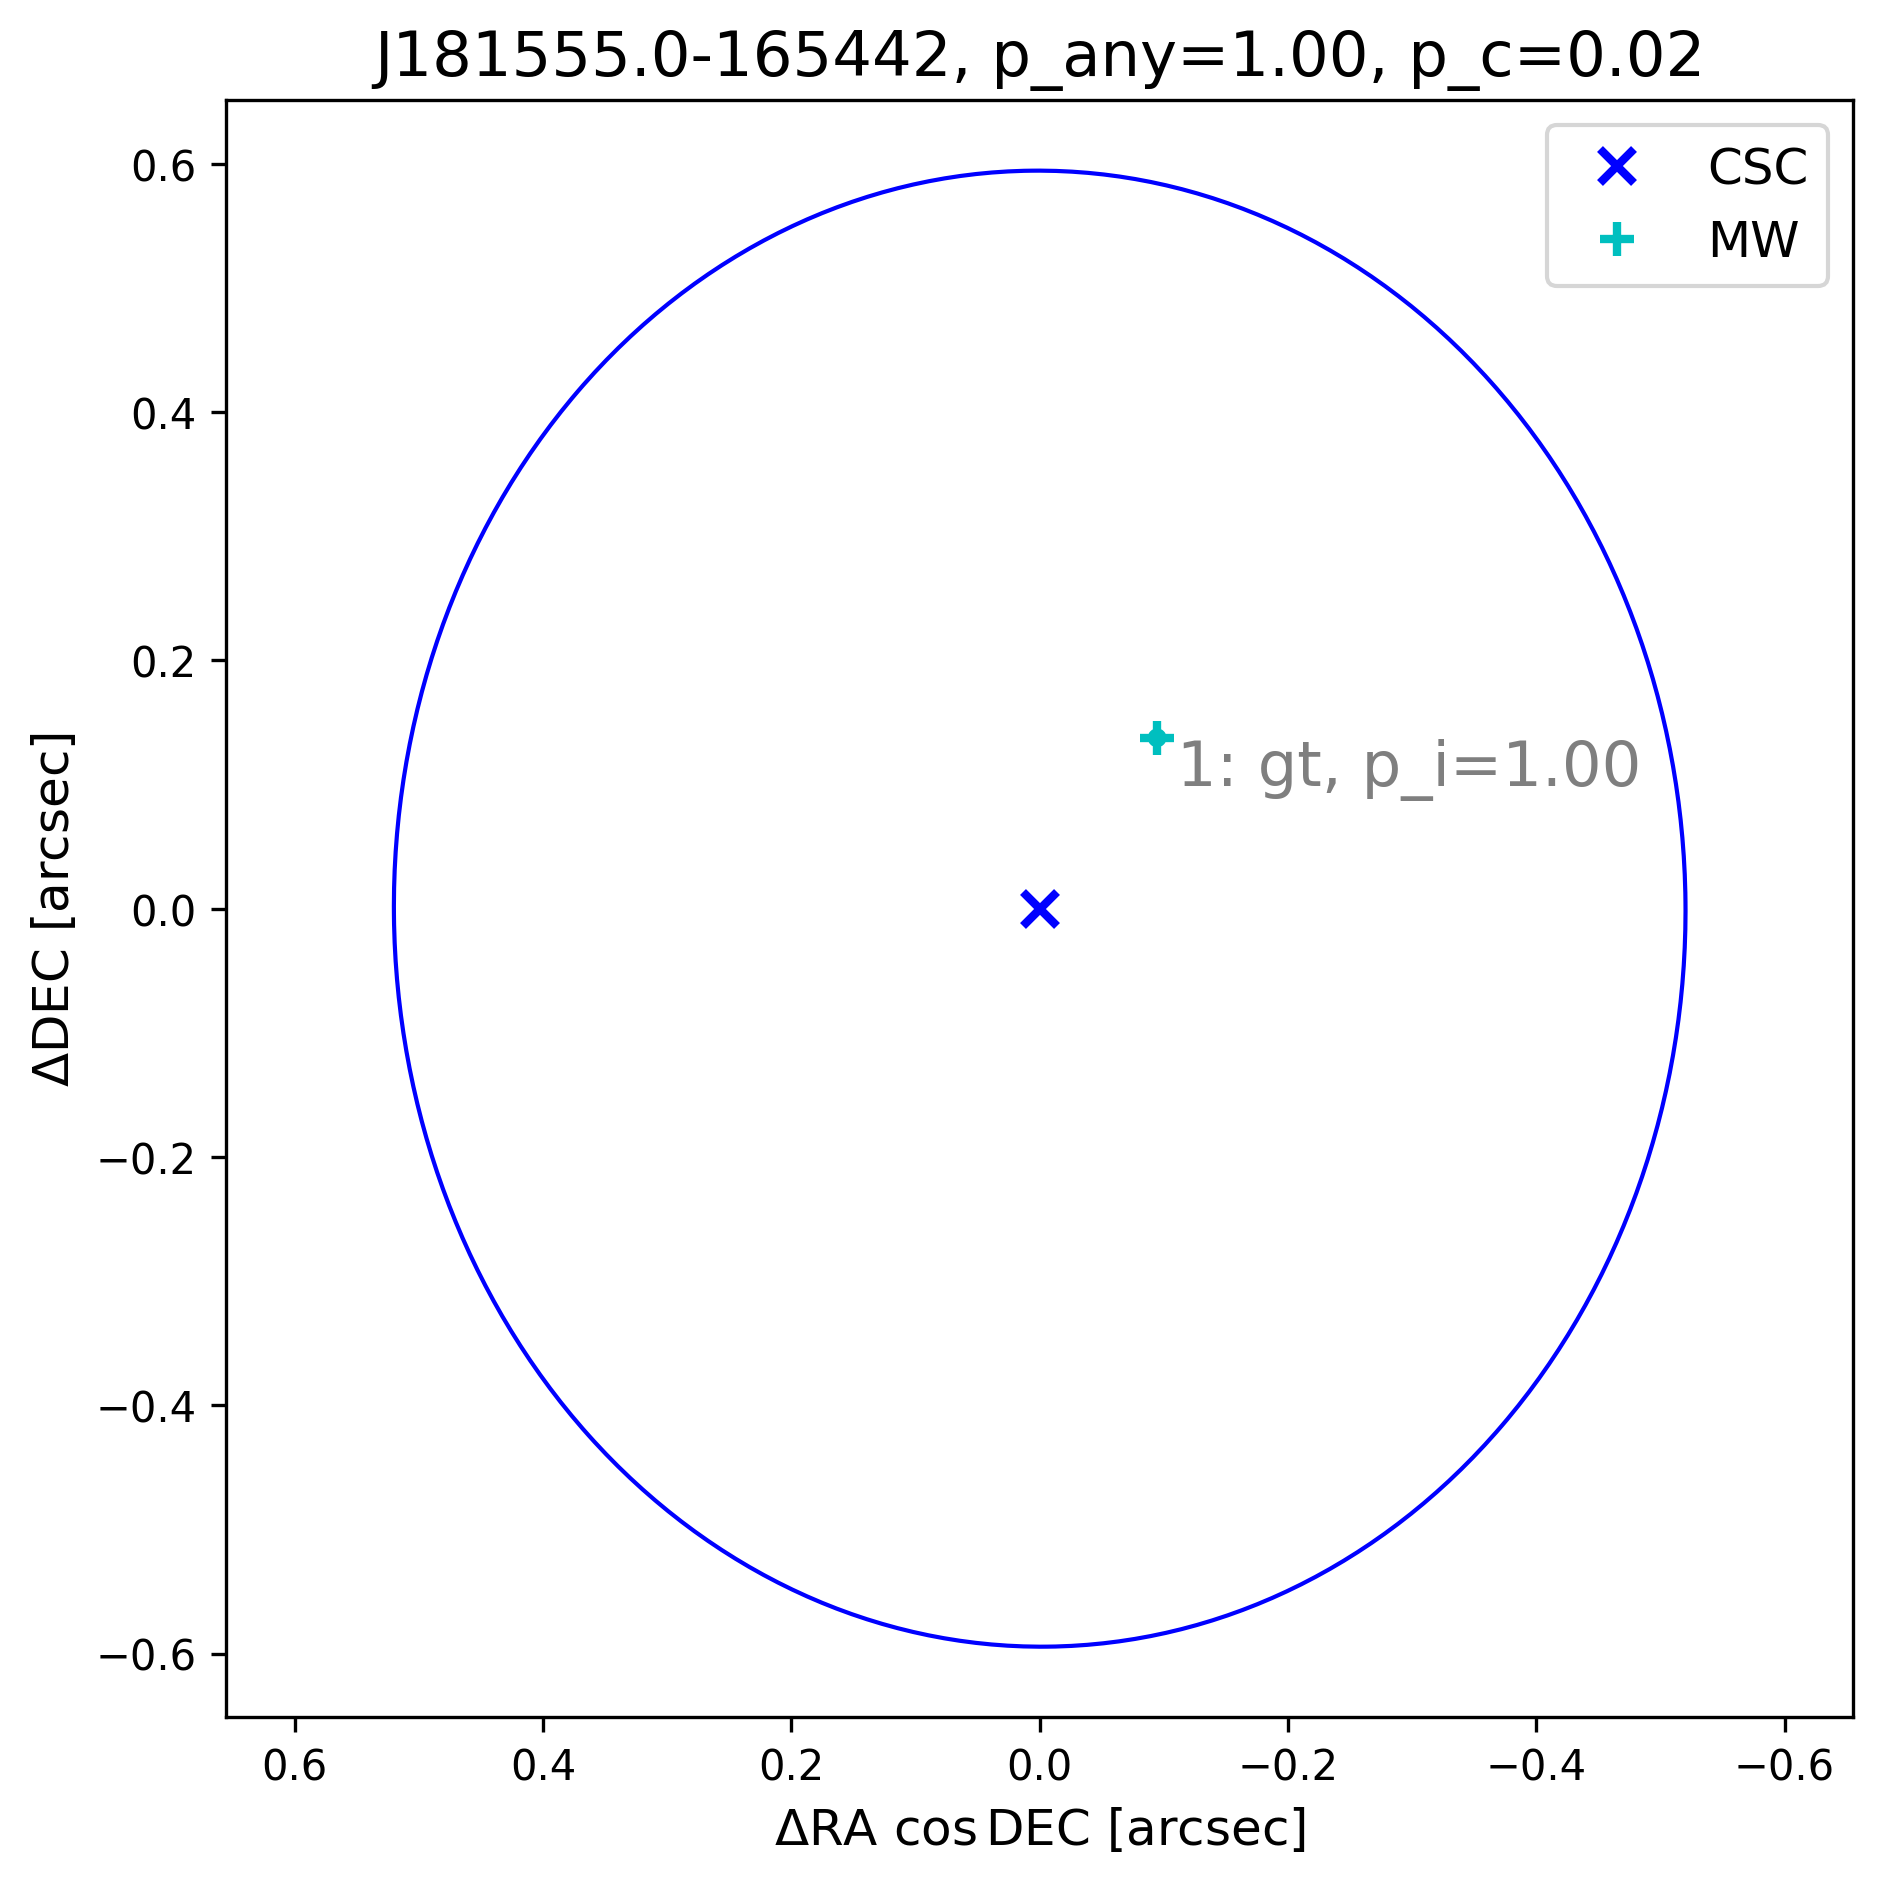 J181555.0-165442, p_any=1.00, p_c=0.02
CSC
MW
0.6
0.4
0.2
0.0
−0.2
−0.4
−0.6
ΔDEC [arcsec]
1: gt, p_i=1.00
0.6 0.4 0.2 0.0 −0.2 −0.4 −0.6
ΔRA cos DEC [arcsec]